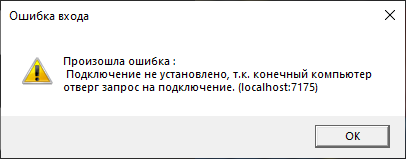 Ошибка входа
Произошла ошибка :
Подключение не установлено, т.к. конечный компьютер
отверг запрос на подключение. (localhost:7175)
OK